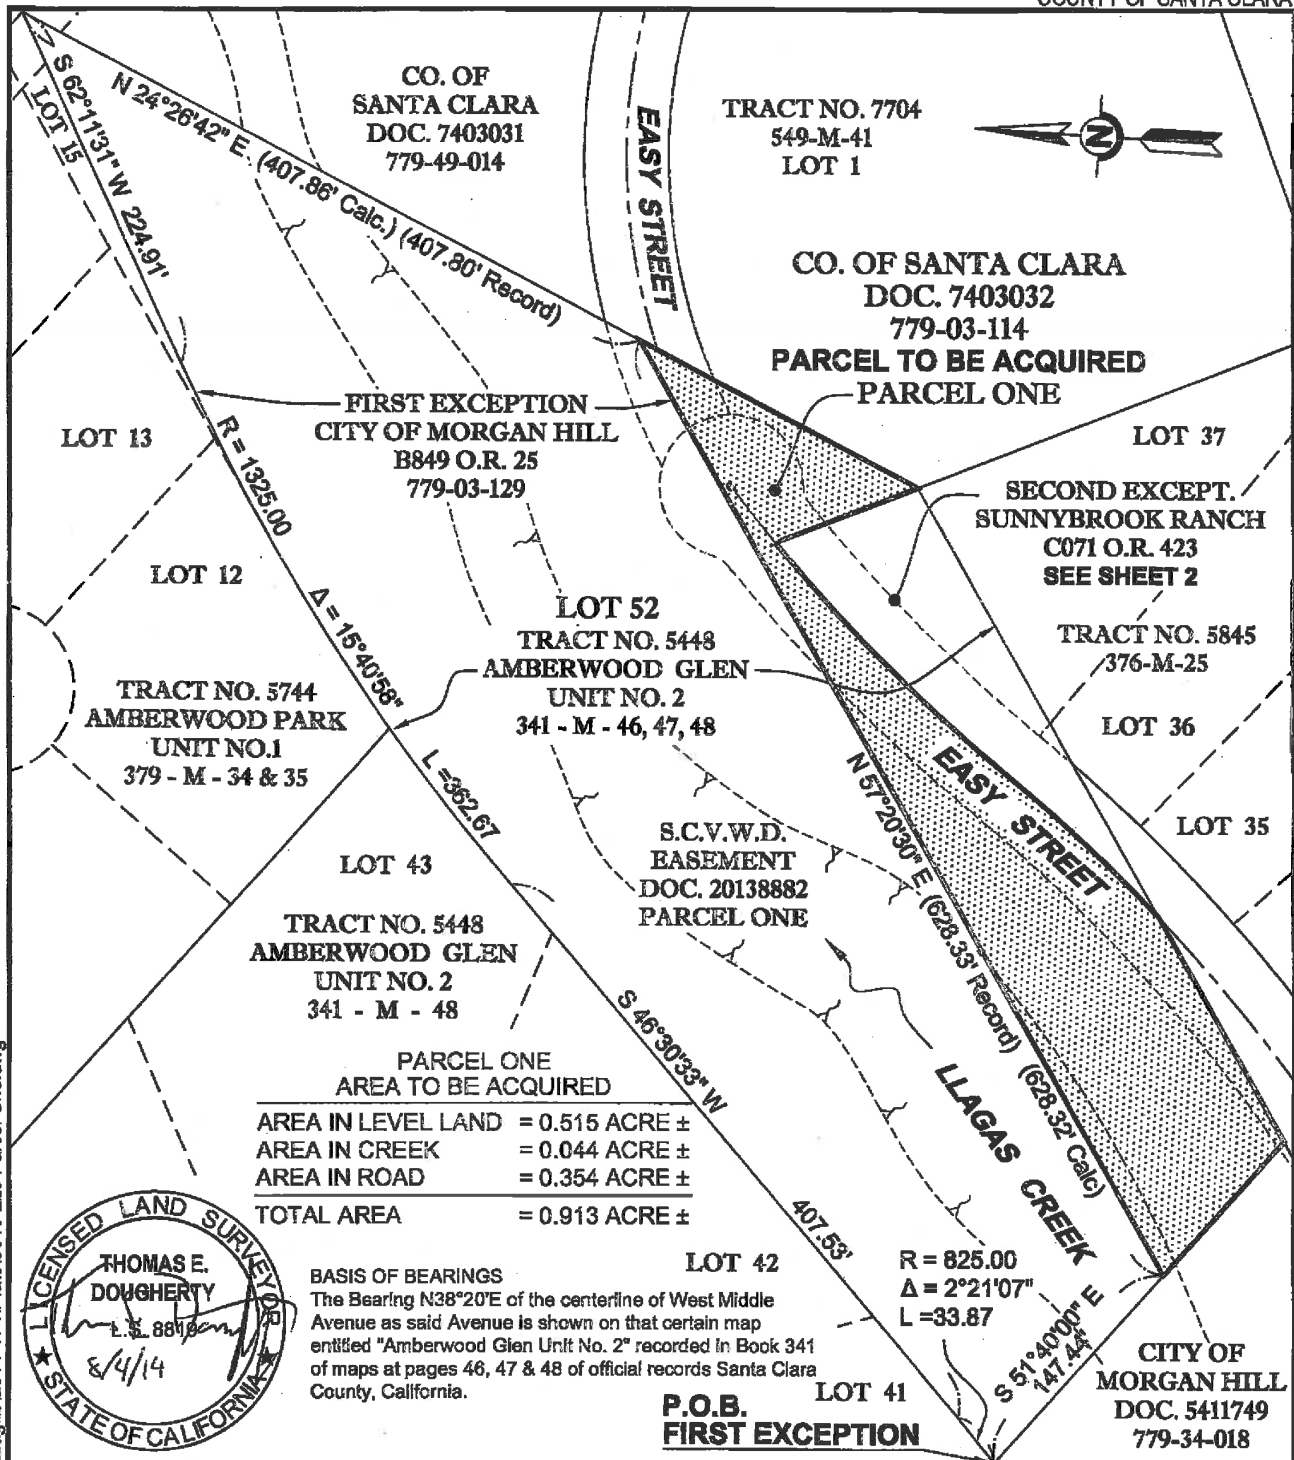 COUNTY OF SANTA CLARA
S 62°11'31" W 224.91'
LOT 15
N 24°26'42" E (407.86' Calc.) (407.80' Record)
CO. OF
SANTA CLARA
DOC. 7403031
779-49-014
EASY STREET
TRACT NO. 7704
549-M-41
LOT 1
N
CO. OF SANTA CLARA
DOC. 7403032
779-03-114
PARCEL TO BE ACQUIRED
PARCEL ONE
FIRST EXCEPTION
CITY OF MORGAN HILL
B849 O.R. 25
779-03-129
LOT 13
R = 1325.00
LOT 37
SECOND EXCEPT.
SUNNYBROOK RANCH
C071 O.R. 423
SEE SHEET 2
LOT 12
Δ = 15°40'58"
LOT 52
TRACT NO. 5448
AMBERWOOD GLEN
UNIT NO. 2
341 - M - 46, 47, 48
TRACT NO. 5845
376-M-25
LOT 36
TRACT NO. 5744
AMBERWOOD PARK
UNIT NO.1
379 - M - 34 & 35
L =362.67
N 57°20'30" E (628.33' Record) (628.32' Calc)
EASY STREET
LOT 35
LOT 43
S.C.V.W.D.
EASEMENT
DOC. 20138882
PARCEL ONE
TRACT NO. 5448
AMBERWOOD GLEN
UNIT NO. 2
341 - M - 48
S 46°30'33" W
407.53'
LLAGAS CREEK
PARCEL ONE
AREA TO BE ACQUIRED
AREA IN LEVEL LAND = 0.515 ACRE ±
AREA IN CREEK = 0.044 ACRE ±
AREA IN ROAD = 0.354 ACRE ±
TOTAL AREA = 0.913 ACRE ±
LICENSED LAND SURVEYOR
THOMAS E.
DOUGHERTY
L.S. 8819
8/4/14
STATE OF CALIFORNIA
BASIS OF BEARINGS
The Bearing N38°20'E of the centerline of West Middle
Avenue as said Avenue is shown on that certain map
entitled "Amberwood Glen Unit No. 2" recorded in Book 341
of maps at pages 46, 47 & 48 of official records Santa Clara
County, California.
LOT 42
R = 825.00
Δ = 2°21'07"
L =33.87
S 51°40'00" E
147.44'
LOT 41
P.O.B.
FIRST EXCEPTION
CITY OF
MORGAN HILL
DOC. 5411749
779-34-018